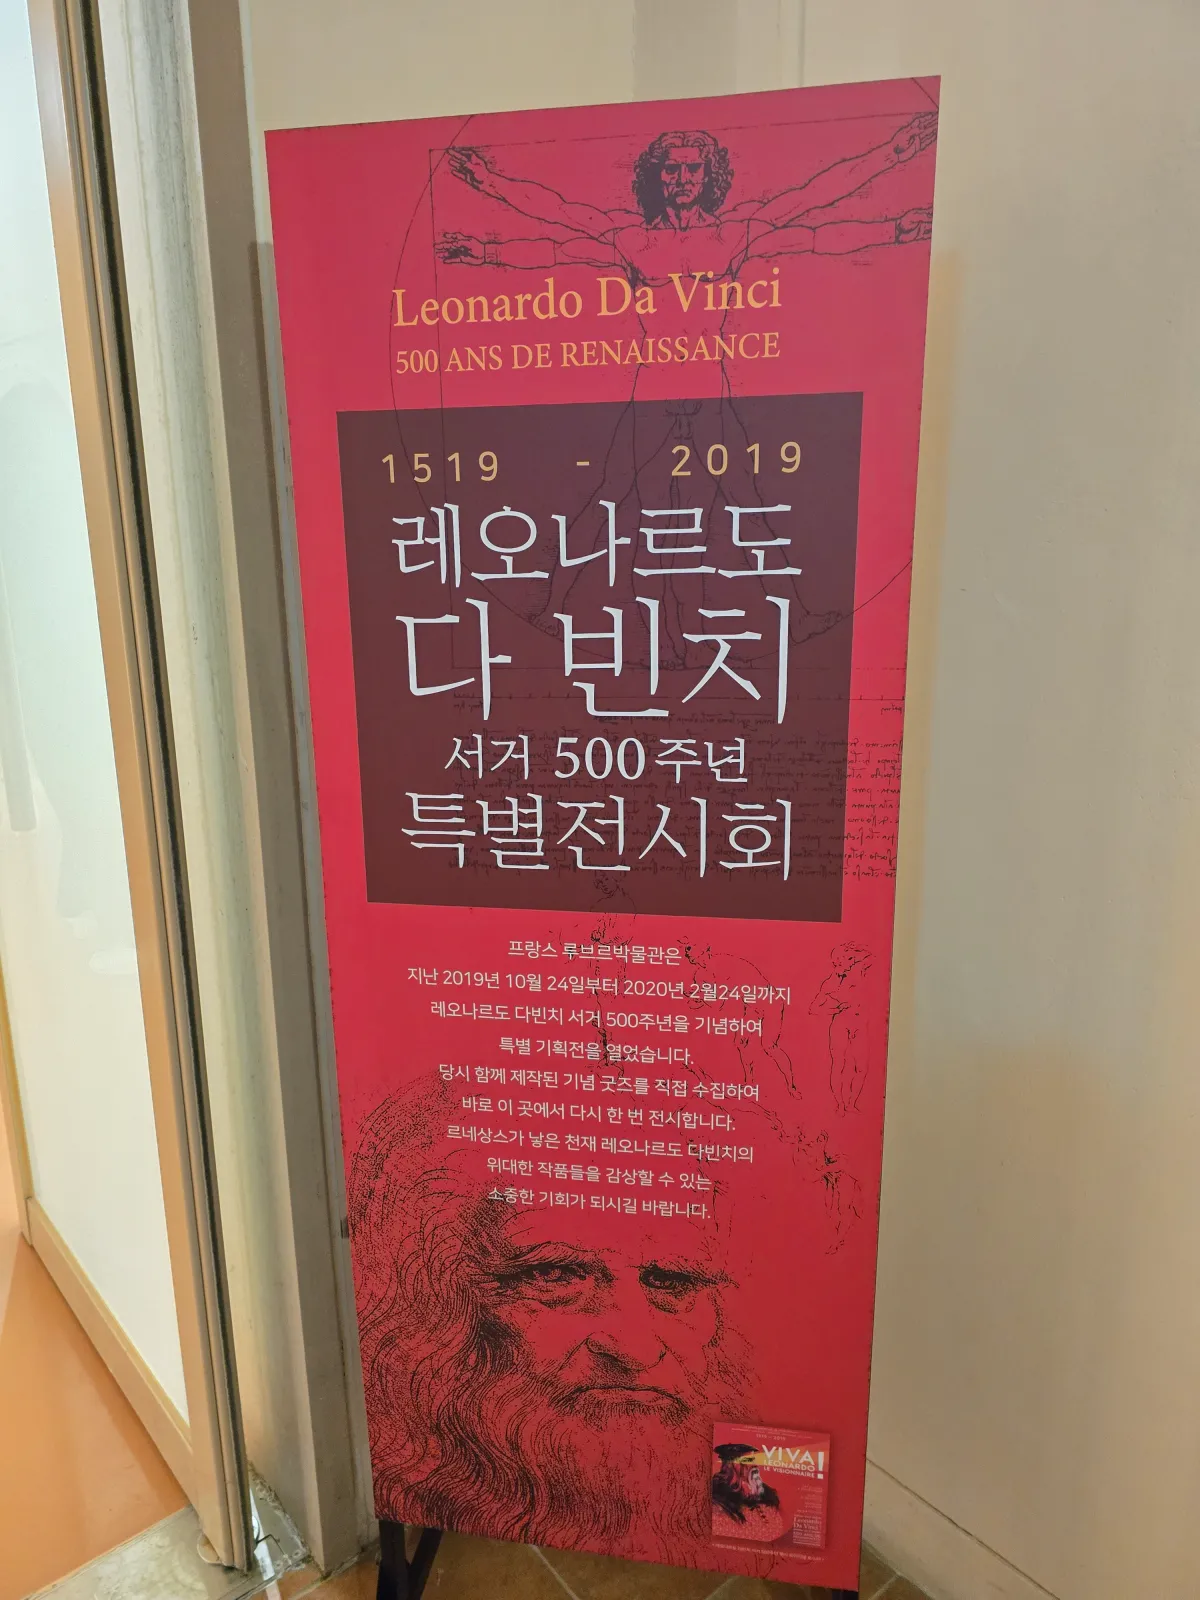 Leonardo Da Vinci
500 ANS DE RENAISSANCE
1519 - 2019
레오나르도
다 빈치
서거 500주년
특별전시회
프랑스 루브르박물관은
지난 2019년 10월 24일부터 2020년 2월24일까지
레오나르도 다빈치 서거 500주년을 기념하여
특별 기획전을 열었습니다.
당시 함께 제작된 기념 굿즈를 직접 수집하여
바로 이 곳에서 다시 한 번 전시합니다.
르네상스가 낳은 천재 레오나르도 다빈치의
위대한 작품들을 감상할 수 있는
소중한 기회가 되시길 바랍니다.
VIVA!
LEONARDO
LE VISIONNAIRE
Leonardo
Da Vinci